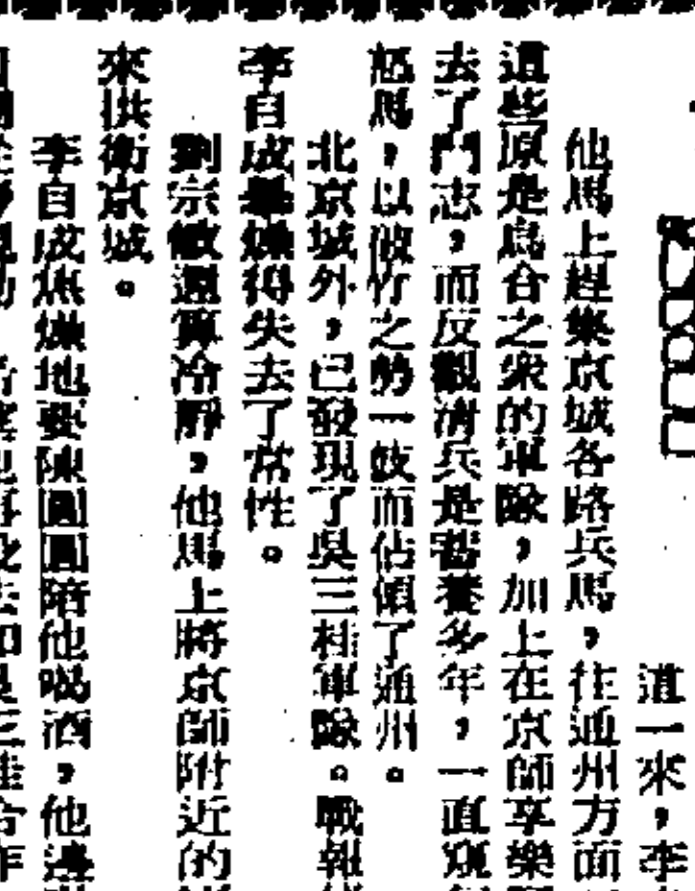 道一來，李
他馬上趕集京城各路兵馬，往通州方面
這些原是烏合之衆的軍隊，加上在京師享樂
去了鬥志，而反觀清兵是蓄養多年，一直窺
怒馬，以破竹之勢一鼓而佔領了通州。
北京城外，已發現了吳三桂軍隊。戰報
李自成暴燥得失去了常性。
劉宗敏還算冷靜，他馬上將京師附近的
來拱衛京城。
李自成焦燥地要陳圓圓陪他喝酒，他邊